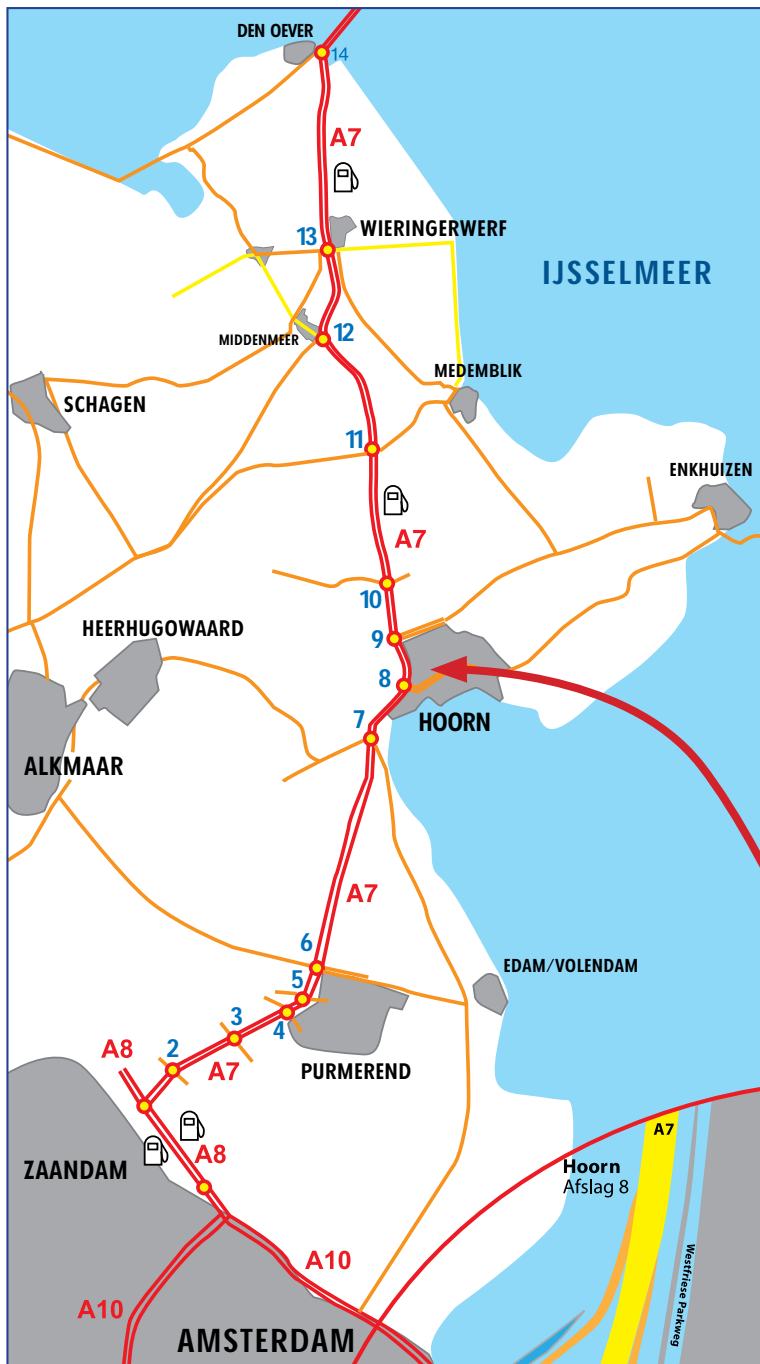 DEN OEVER
14
A7
13
WIERINGERWERF
IJSSELMEER
12
MIDDENMEER
MEDEMBLIK
SCHAGEN
11
ENKHUIZEN
A7
10
HEERHUGOWAARD
9
8
7
HOORN
ALKMAAR
A7
6
EDAM/VOLENDAM
5
3
4
2
A8
A7
PURMEREND
A7
ZAANDAM
A8
Hoorn
Afslag 8
Westfriese Parkweg
A10
A10
AMSTERDAM